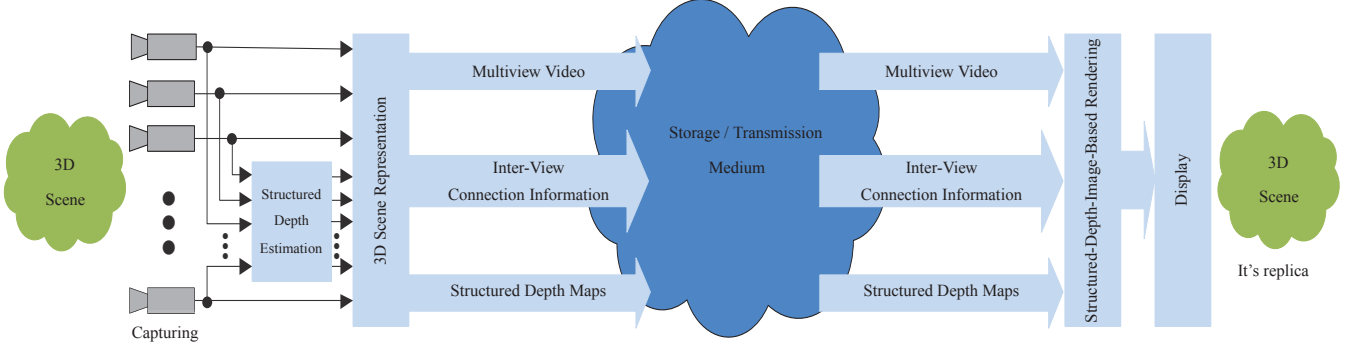 3D
Scene
Capturing
Structured
Depth
Estimation
3D Scene Representation
Multiview Video
Inter-View
Connection Information
Structured Depth Maps
Storage / Transmission
Medium
Multiview Video
Inter-View
Connection Information
Structured Depth Maps
Structured-Depth-Image-Based Rendering
Display
3D
Scene
It's replica